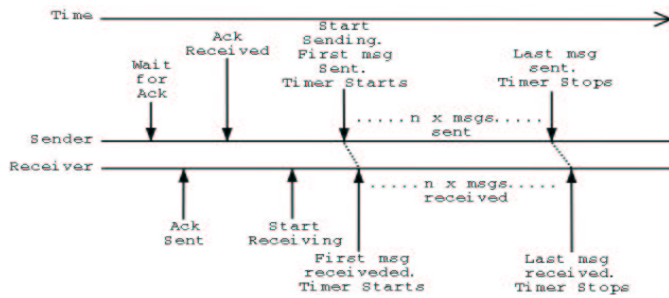 Time
Start
Sending.
First msg
Sent.
Timer Starts
Ack
Received
Wait
for
Ack
Last msg
sent.
Timer Stops
.....n x msgs.....
sent
Sender
Receiver
.....n x msgs.....
received
Ack
Sent
Start
Receiving
First msg
receiveded.
Timer Starts
Last msg
received.
Timer Stops